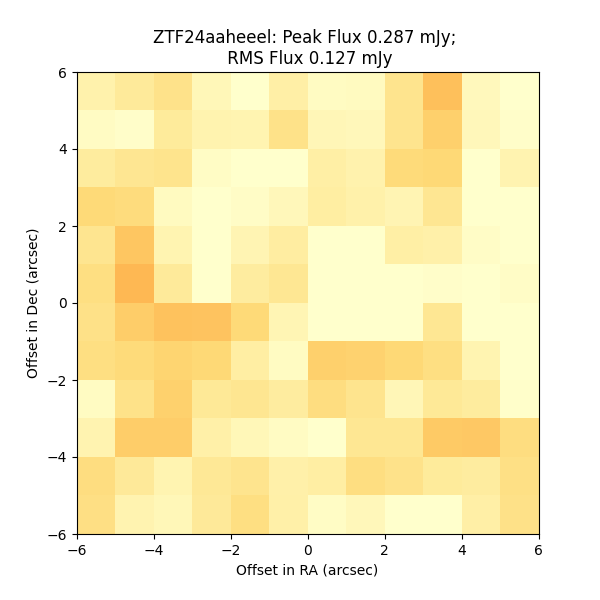 ZTF24aaheeel: Peak Flux 0.287 mJy;
RMS Flux 0.127 mJy
6
4
2
0
−2
−4
−6
Offset in Dec (arcsec)
−6 −4 −2 0 2 4 6
Offset in RA (arcsec)